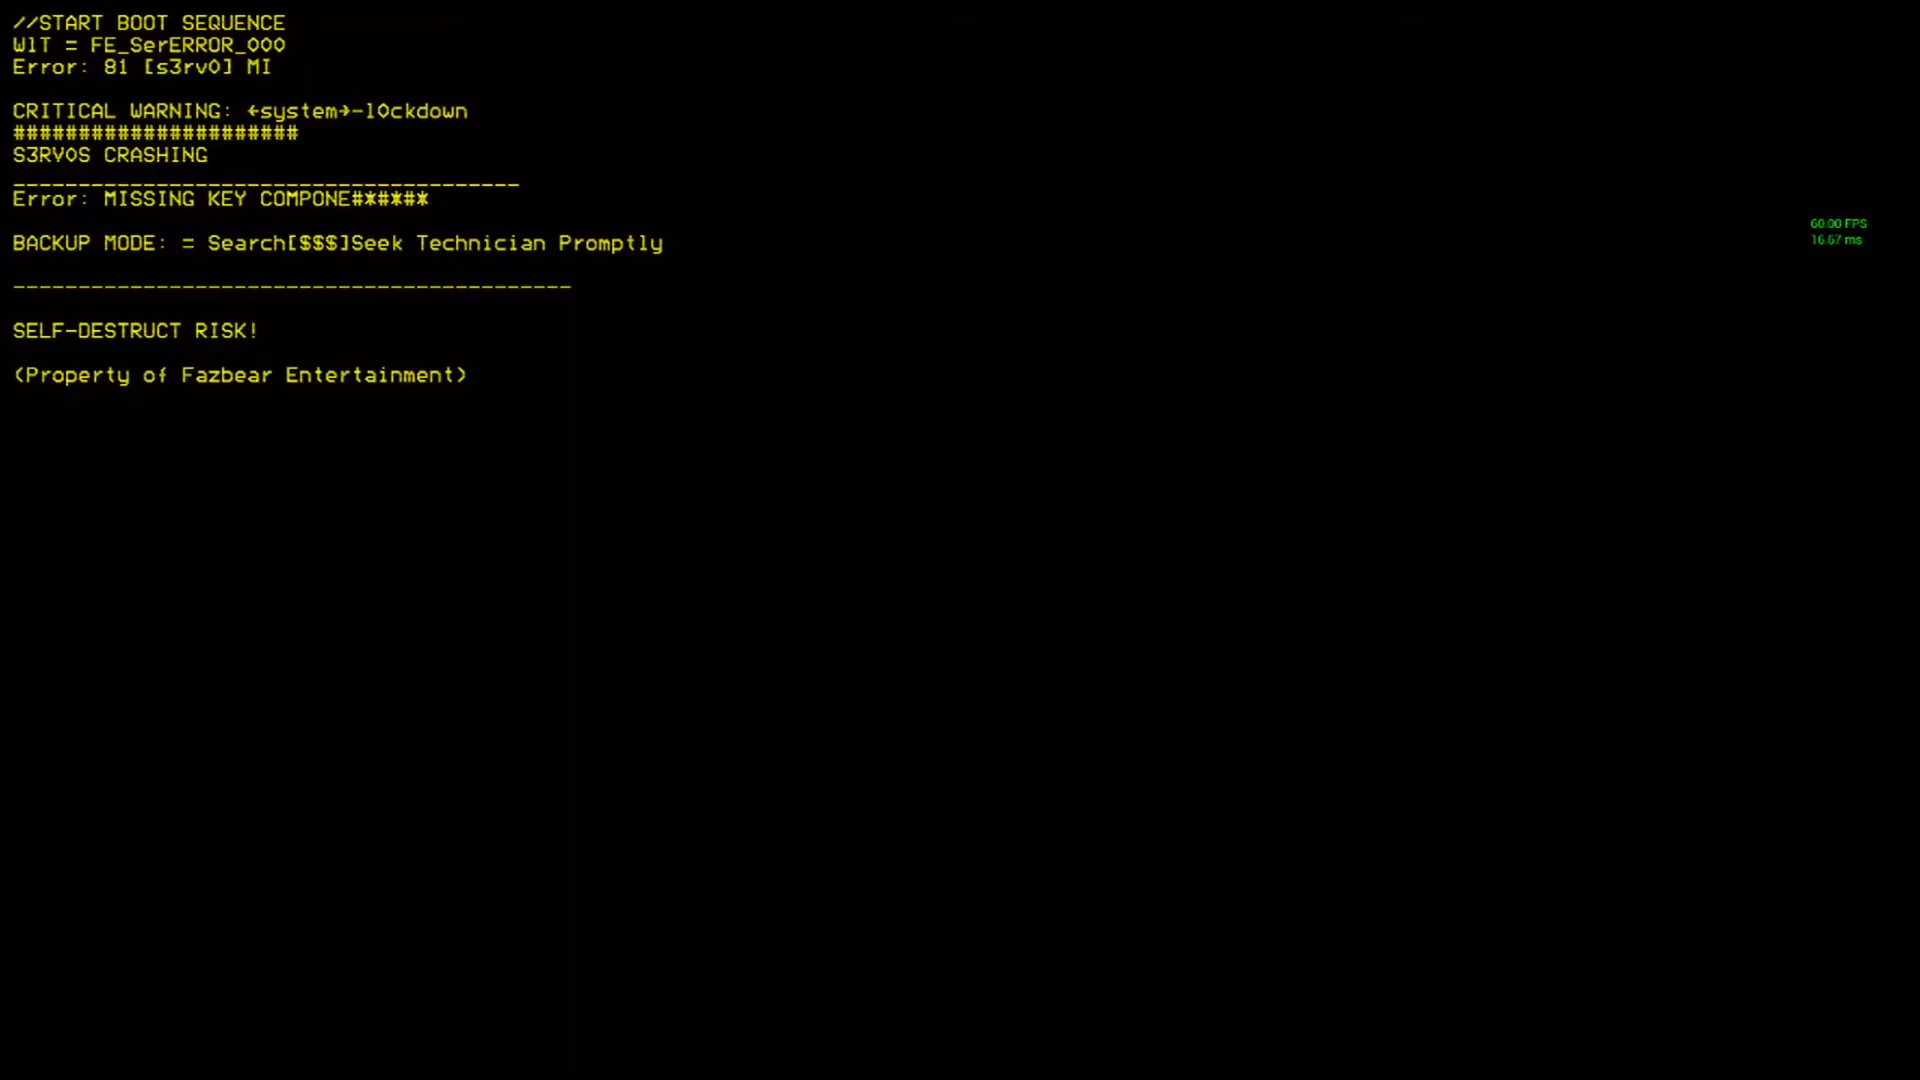 //START BOOT SEQUENCE
W1T = FE_SerERROR_000
Error: 81 [s3rv0] MI
CRITICAL WARNING: ←system→-l0ckdown
######################
S3RV0S CRASHING
_______________________________________
Error: MISSING KEY COMPONE#*#*#*
BACKUP MODE: = Search[$$$]Seek Technician Promptly
-------------------------------------------
SELF-DESTRUCT RISK!
(Property of Fazbear Entertainment)
60.00 FPS
16.67 ms